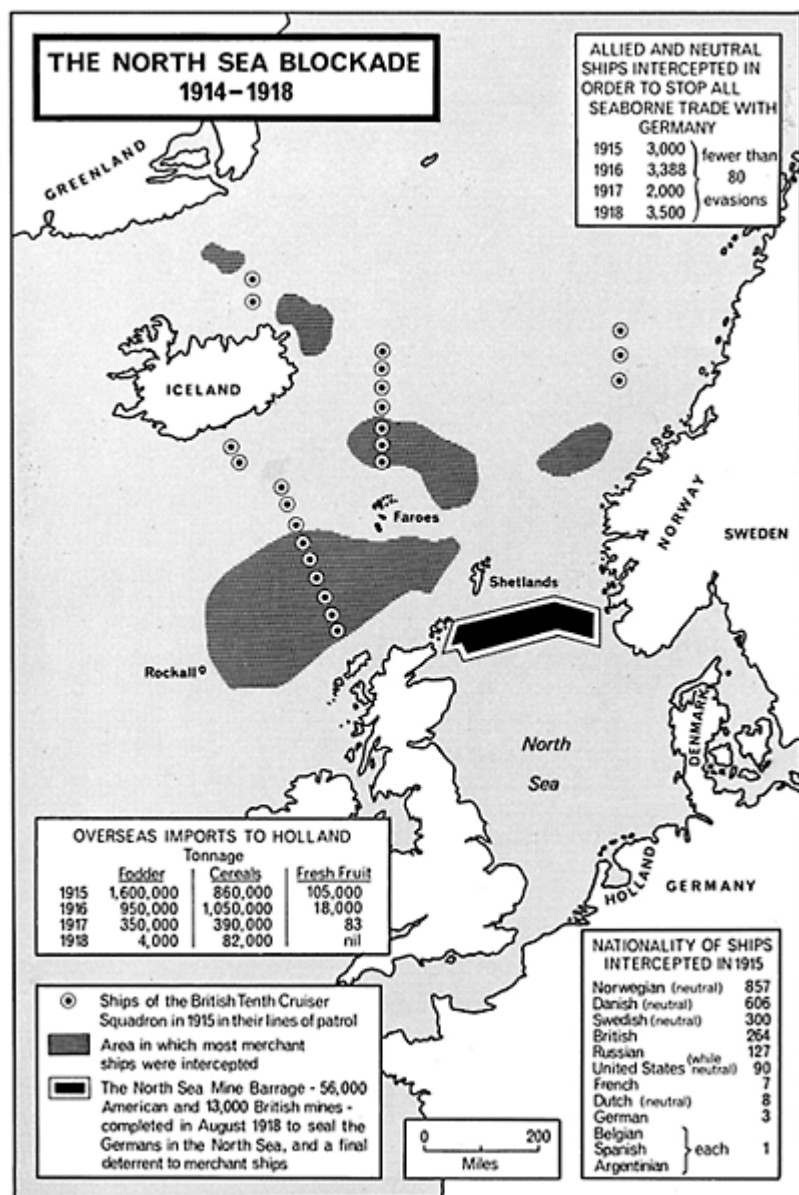 THE NORTH SEA BLOCKADE
1914–1918
ALLIED AND NEUTRAL
SHIPS INTERCEPTED IN
ORDER TO STOP ALL
SEABORNE TRADE WITH
GERMANY
1915 3,000
1916 3,388
1917 2,000
1918 3,500
fewer than
80
evasions
GREENLAND
ICELAND
Faroes
Shetlands
NORWAY
SWEDEN
Rockall
North
Sea
DENMARK
HOLLAND
GERMANY
OVERSEAS IMPORTS TO HOLLAND
Tonnage
Fodder Cereals Fresh Fruit
1915 1,600,000 860,000 105,000
1916 950,000 1,050,000 18,000
1917 350,000 390,000 83
1918 4,000 82,000 nil
Ships of the British Tenth Cruiser
Squadron in 1915 in their lines of patrol
Area in which most merchant
ships were intercepted
The North Sea Mine Barrage - 56,000
American and 13,000 British mines -
completed in August 1918 to seal the
Germans in the North Sea, and a final
deterrent to merchant ships
0 200
Miles
NATIONALITY OF SHIPS
INTERCEPTED IN 1915
Norwegian (neutral) 857
Danish (neutral) 606
Swedish (neutral) 300
British 264
Russian 127
United States (while neutral) 90
French 7
Dutch (neutral) 8
German 3
Belgian
Spanish each 1
Argentinian